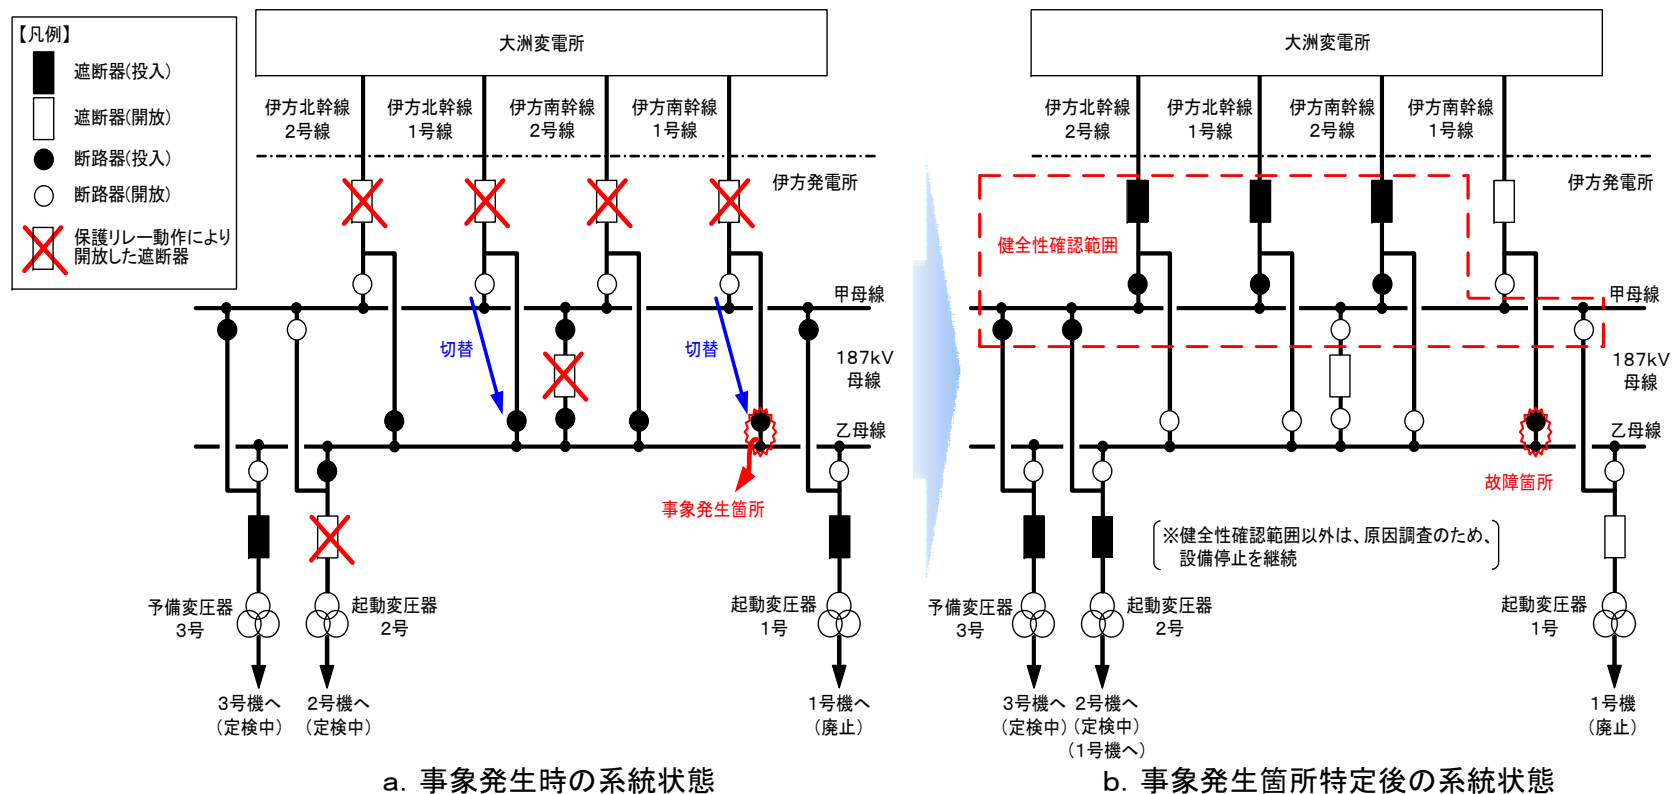 【凡例】
遮断器(投入)
遮断器(開放)
断路器(投入)
断路器(開放)
保護リレー動作により
開放した遮断器
大洲変電所
伊方北幹線
2号線
伊方北幹線
1号線
伊方南幹線
2号線
伊方南幹線
1号線
伊方発電所
甲母線
切替
切替
187kV
母線
乙母線
事象発生箇所
予備変圧器
3号
起動変圧器
2号
起動変圧器
1号
3号機へ
(定検中)
2号機へ
(定検中)
1号機へ
(廃止)
a. 事象発生時の系統状態
大洲変電所
伊方北幹線
2号線
伊方北幹線
1号線
伊方南幹線
2号線
伊方南幹線
1号線
伊方発電所
健全性確認範囲
甲母線
187kV
母線
乙母線
故障箇所
※健全性確認範囲以外は、原因調査のため、
設備停止を継続
予備変圧器
3号
起動変圧器
2号
起動変圧器
1号
3号機へ
(定検中)
2号機へ
(定検中)
(1号機へ)
1号機
(廃止)
b. 事象発生箇所特定後の系統状態